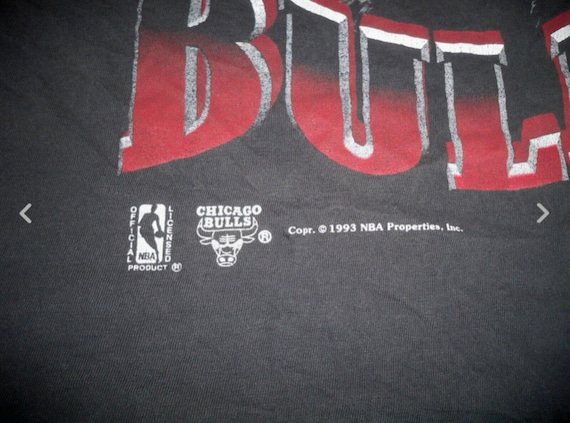 BULL
OFFICIAL
LICENSED
NBA
PRODUCT ®
CHICAGO
BULLS
®
Copr. © 1993 NBA Properties, Inc.